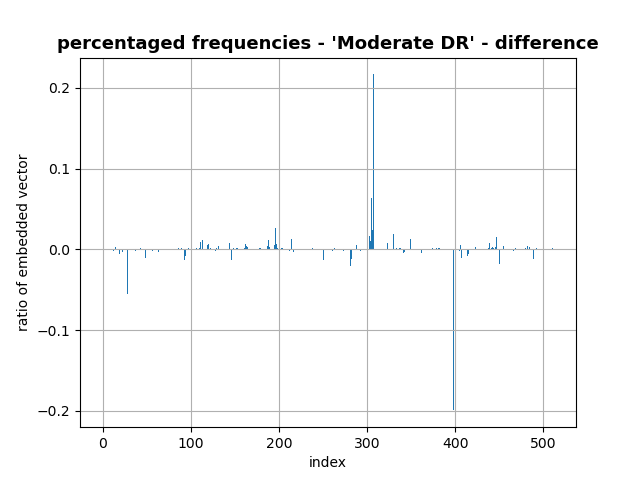 percentaged frequencies - 'Moderate DR' - difference
ratio of embedded vector
0.2
0.1
0.0
−0.1
−0.2
0 100 200 300 400 500
index